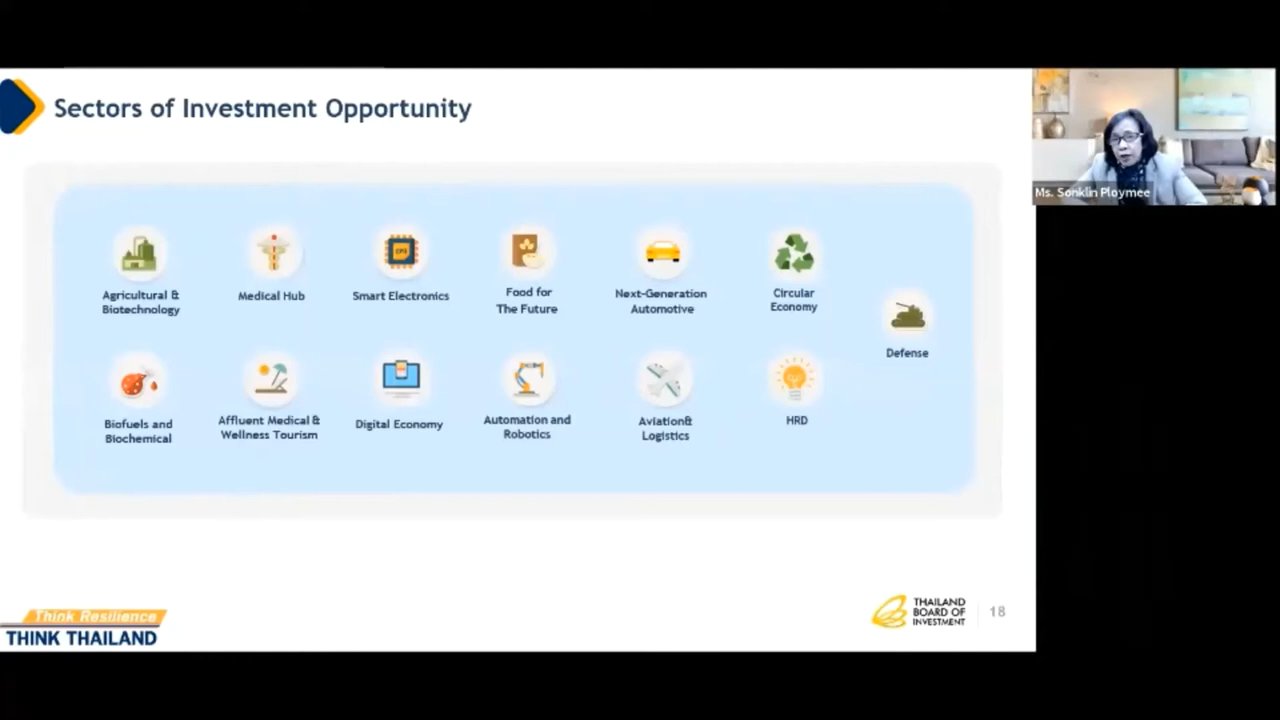 Sectors of Investment Opportunity
Ms. Sonklin Ploymee
Agricultural &
Biotechnology
Medical Hub
Smart Electronics
Food for
The Future
Next-Generation
Automotive
Circular
Economy
Defense
Biofuels and
Biochemical
Affluent Medical &
Wellness Tourism
Digital Economy
Automation and
Robotics
Aviation&
Logistics
HRD
Think Resilience
THINK THAILAND
THAILAND
BOARD OF
INVESTMENT
18